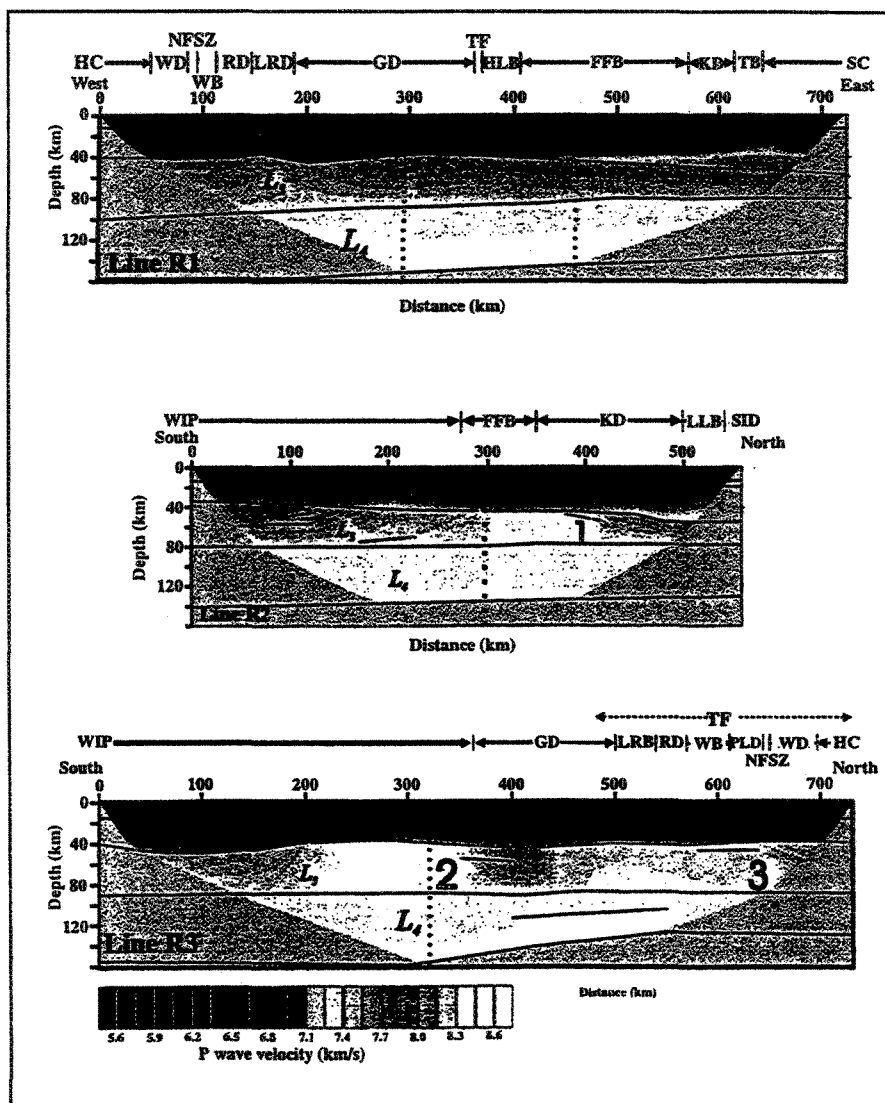 NFSZ TF
HC WD RD LRD GD HLB FFB KD TB SC
West WB East
0 100 200 300 400 500 600 700
0
40
80
120
Depth (km)
L3
L4
Line R1
Distance (km)
WIP FFB KD LLB SID
South North
0 100 200 300 400 500
0
40
80
120
Depth (km)
L3
1
L4
Line R2
Distance (km)
TF
WIP GD LRB RD WB PLD WD HC
NFSZ
South North
0 100 200 300 400 500 600 700
0
40
80
120
Depth (km)
L3
2
3
L4
Line R3
Distance (km)
5.6 5.9 6.2 6.5 6.8 7.1 7.4 7.7 8.0 8.3 8.6
P wave velocity (km/s)